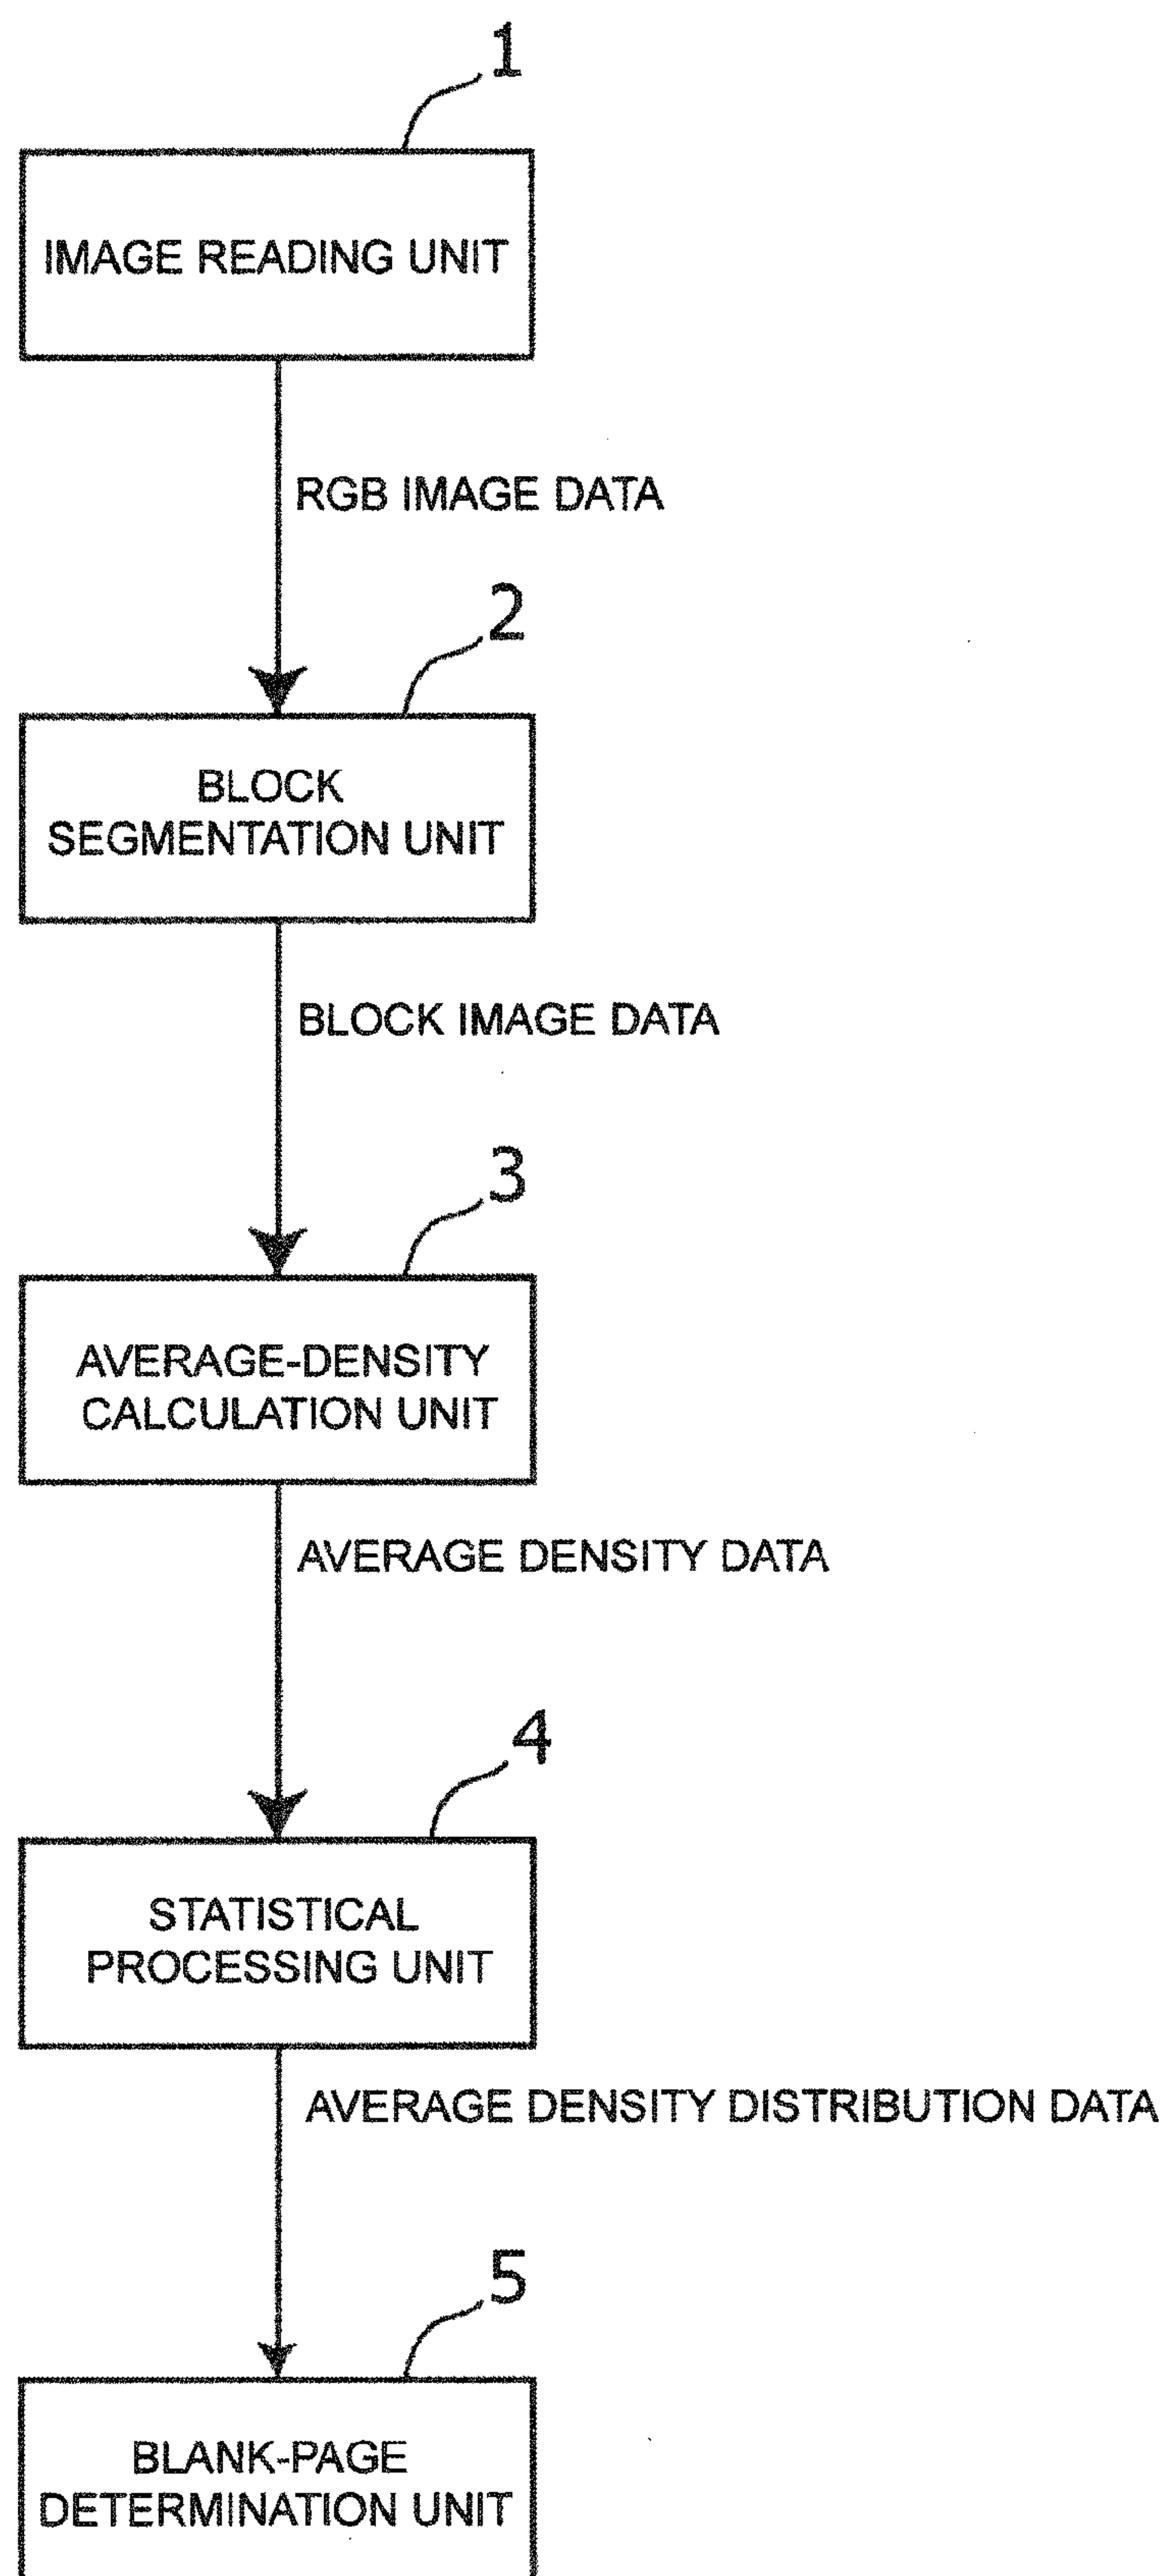 1
IMAGE READING UNIT
RGB IMAGE DATA
2
BLOCK
SEGMENTATION UNIT
BLOCK IMAGE DATA
3
AVERAGE-DENSITY
CALCULATION UNIT
AVERAGE DENSITY DATA
4
STATISTICAL
PROCESSING UNIT
AVERAGE DENSITY DISTRIBUTION DATA
5
BLANK-PAGE
DETERMINATION UNIT